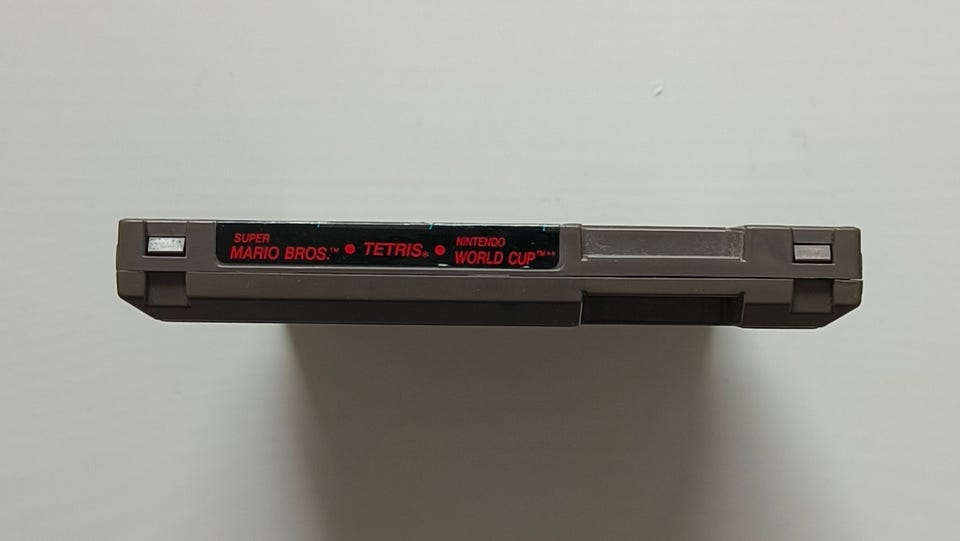 SUPER
MARIO BROS.™ • TETRIS* • NINTENDO
WORLD CUP™**